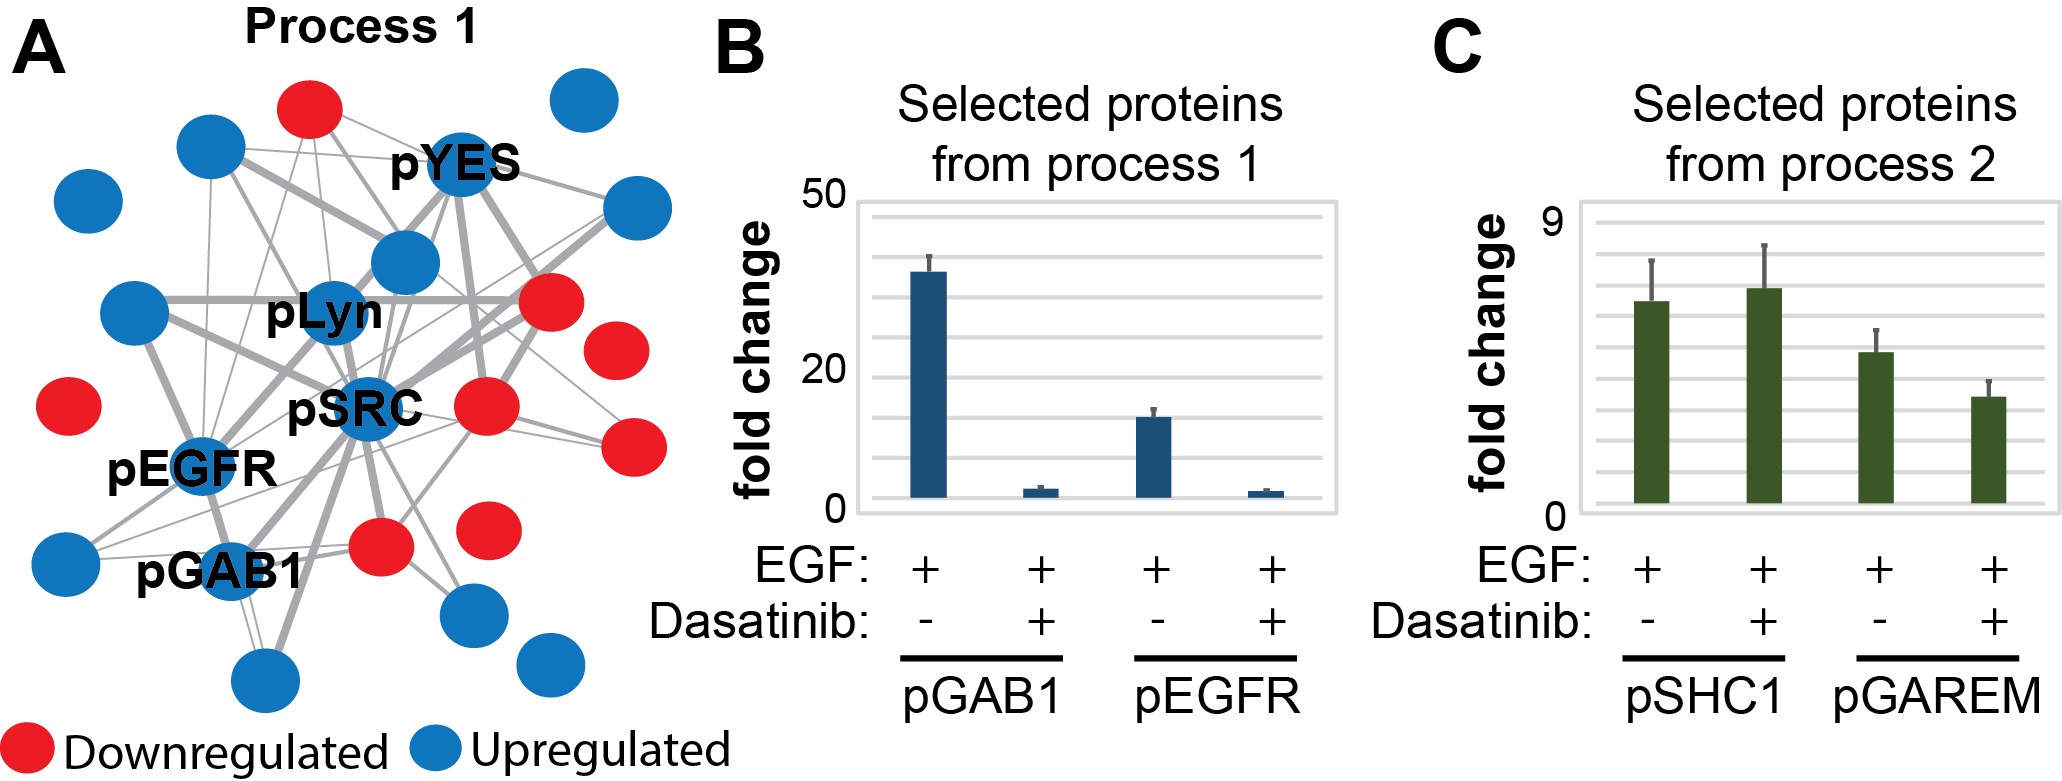 A
Process 1
pYES
pLyn
pSRC
pEGFR
pGAB1
Downregulated
Upregulated
B
Selected proteins
from process 1
fold change
50
20
0
EGF: + + + +
Dasatinib: - + - +
pGAB1 pEGFR
C
Selected proteins
from process 2
fold change
9
0
EGF: + + + +
Dasatinib: - + - +
pSHC1 pGAREM